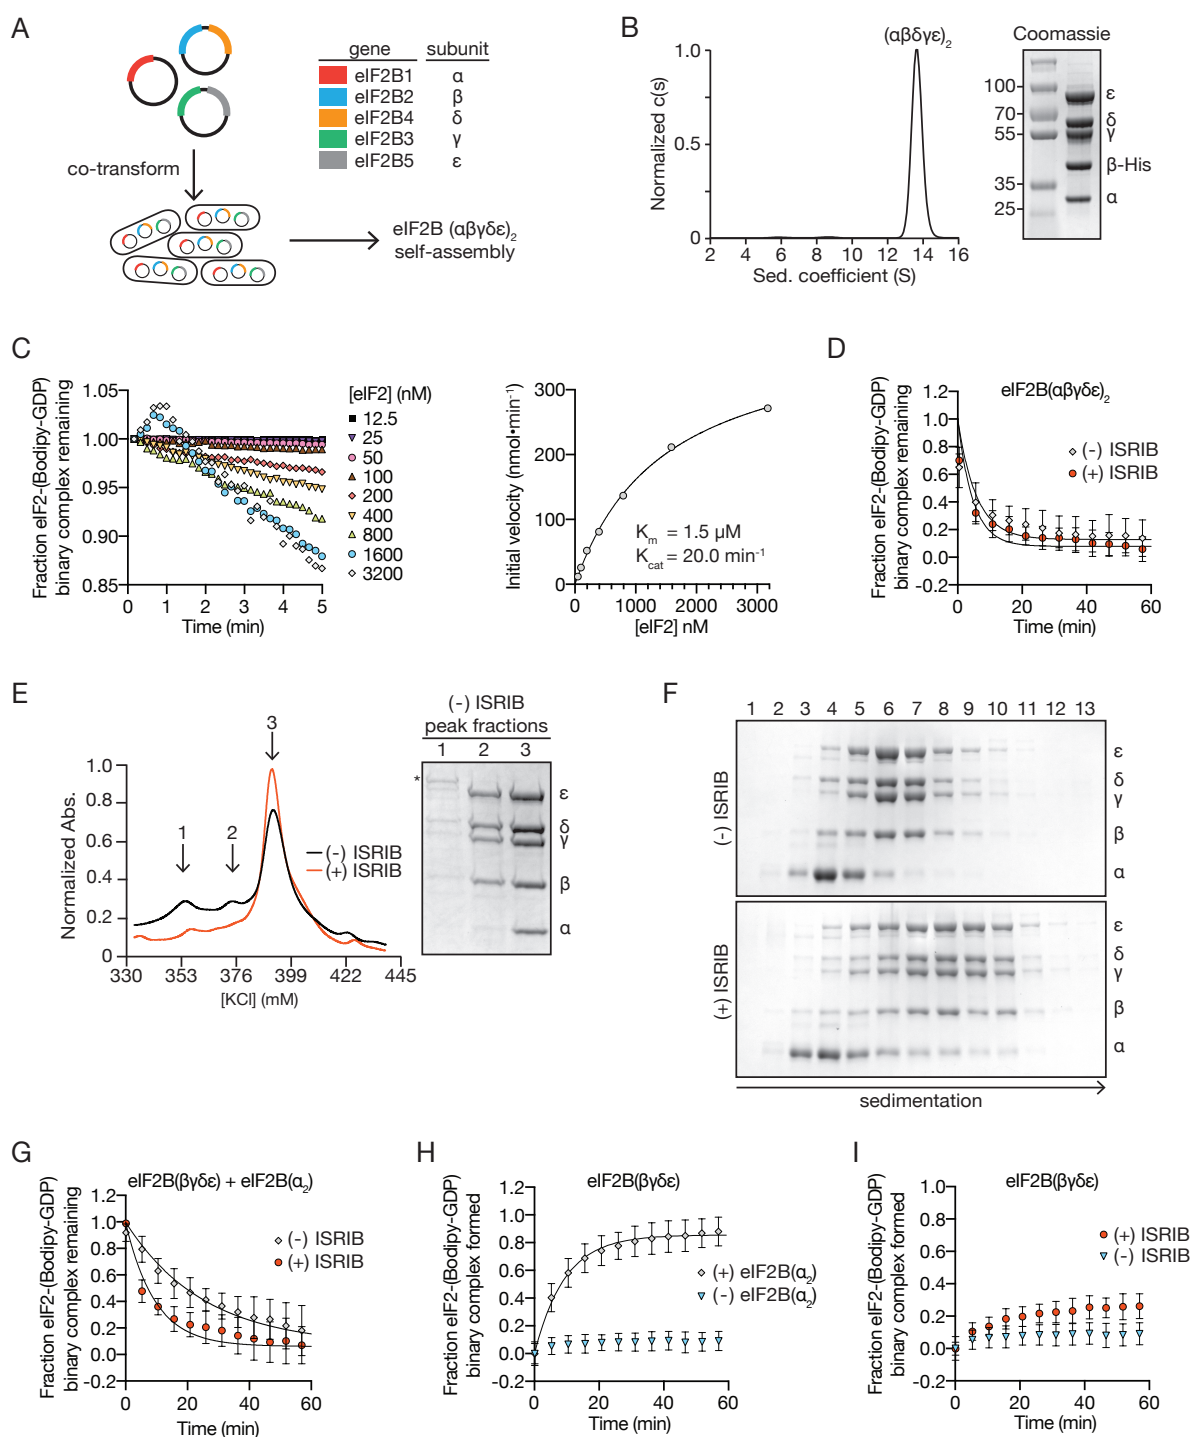 A
gene subunit
eIF2B1 α
eIF2B2 β
eIF2B4 δ
eIF2B3 γ
eIF2B5 ε
co-transform
eIF2B (αβγδε)2
self-assembly
B
(αβδγε)2
Normalized c(s)
1.0
0.5
0
2 4 6 8 10 12 14 16
Sed. coefficient (S)
Coomassie
100
70
55
35
25
ε
δ
γ
β-His
α
C
Fraction eIF2-(Bodipy-GDP)
binary complex remaining
1.05
1.00
0.95
0.90
0.85
0 1 2 3 4 5
Time (min)
[eIF2] (nM)
12.5
25
50
100
200
400
800
1600
3200
Initial velocity (nmol•min-1)
300
200
100
0
0 1000 2000 3000
[eIF2] nM
Km = 1.5 µM
Kcat = 20.0 min-1
D
eIF2B(αβγδε)2
Fraction eIF2-(Bodipy-GDP)
binary complex remaining
1.2
1.0
0.8
0.6
0.4
0.2
0.0
-0.2
(-) ISRIB
(+) ISRIB
0 20 40 60
Time (min)
E
Normalized Abs.
1.0
0.8
0.6
0.4
0.2
0
1 2 3
(-) ISRIB
(+) ISRIB
330 353 376 399 422 445
[KCl] (mM)
(-) ISRIB
peak fractions
1 2 3
*
ε
δ
γ
β
α
F
1 2 3 4 5 6 7 8 9 10 11 12 13
(-) ISRIB
ε
δ
γ
β
α
(+) ISRIB
ε
δ
γ
β
α
sedimentation
G
eIF2B(βγδε) + eIF2B(α2)
Fraction eIF2-(Bodipy-GDP)
binary complex remaining
1.2
1.0
0.8
0.6
0.4
0.2
0.0
-0.2
(-) ISRIB
(+) ISRIB
0 20 40 60
Time (min)
H
eIF2B(βγδε)
Fraction eIF2-(Bodipy-GDP)
binary complex formed
1.2
1.0
0.8
0.6
0.4
0.2
0.0
-0.2
(+) eIF2B(α2)
(-) eIF2B(α2)
0 20 40 60
Time (min)
I
eIF2B(βγδε)
Fraction eIF2-(Bodipy-GDP)
binary complex formed
1.0
0.8
0.6
0.4
0.2
0.0
-0.2
(+) ISRIB
(-) ISRIB
0 20 40 60
Time (min)